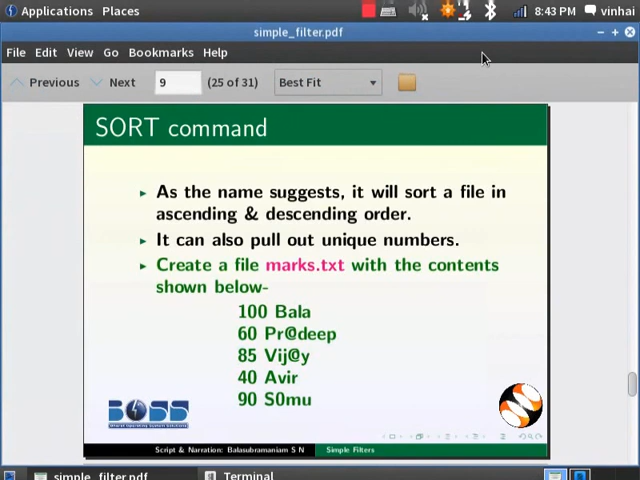 Applications Places 8:43 PM vinhai
simple_filter.pdf
File Edit View Go Bookmarks Help
Previous Next 9 (25 of 31) Best Fit
SORT command
As the name suggests, it will sort a file in
ascending & descending order.
It can also pull out unique numbers.
Create a file marks.txt with the contents
shown below-
100 Bala
60 Pr@deep
85 Vij@y
40 Avir
90 S0mu
BOSS
Script & Narration: Balasubramaniam S N Simple Filters
simple_filter.pdf Terminal